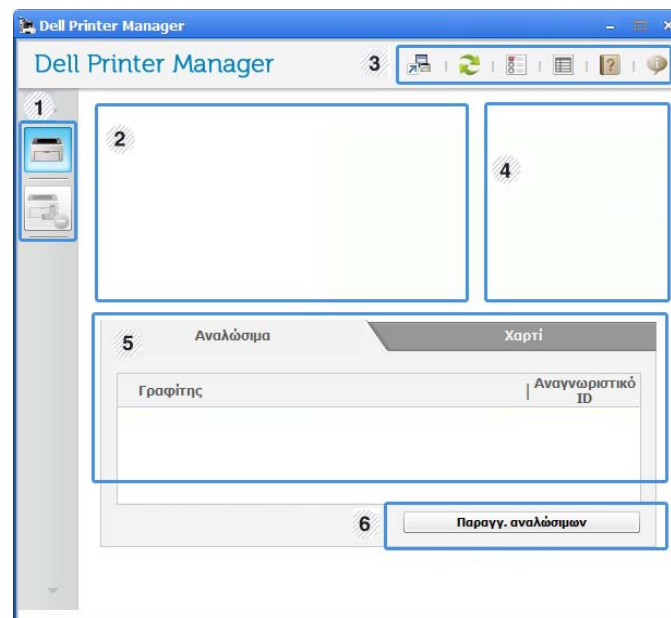 Dell Printer Manager
Dell Printer Manager
3
1
2
4
5
Αναλώσιμα
Χαρτί
Γραφίτης
Αναγνωριστικό
ID
6
Παραγγ. αναλώσιμων